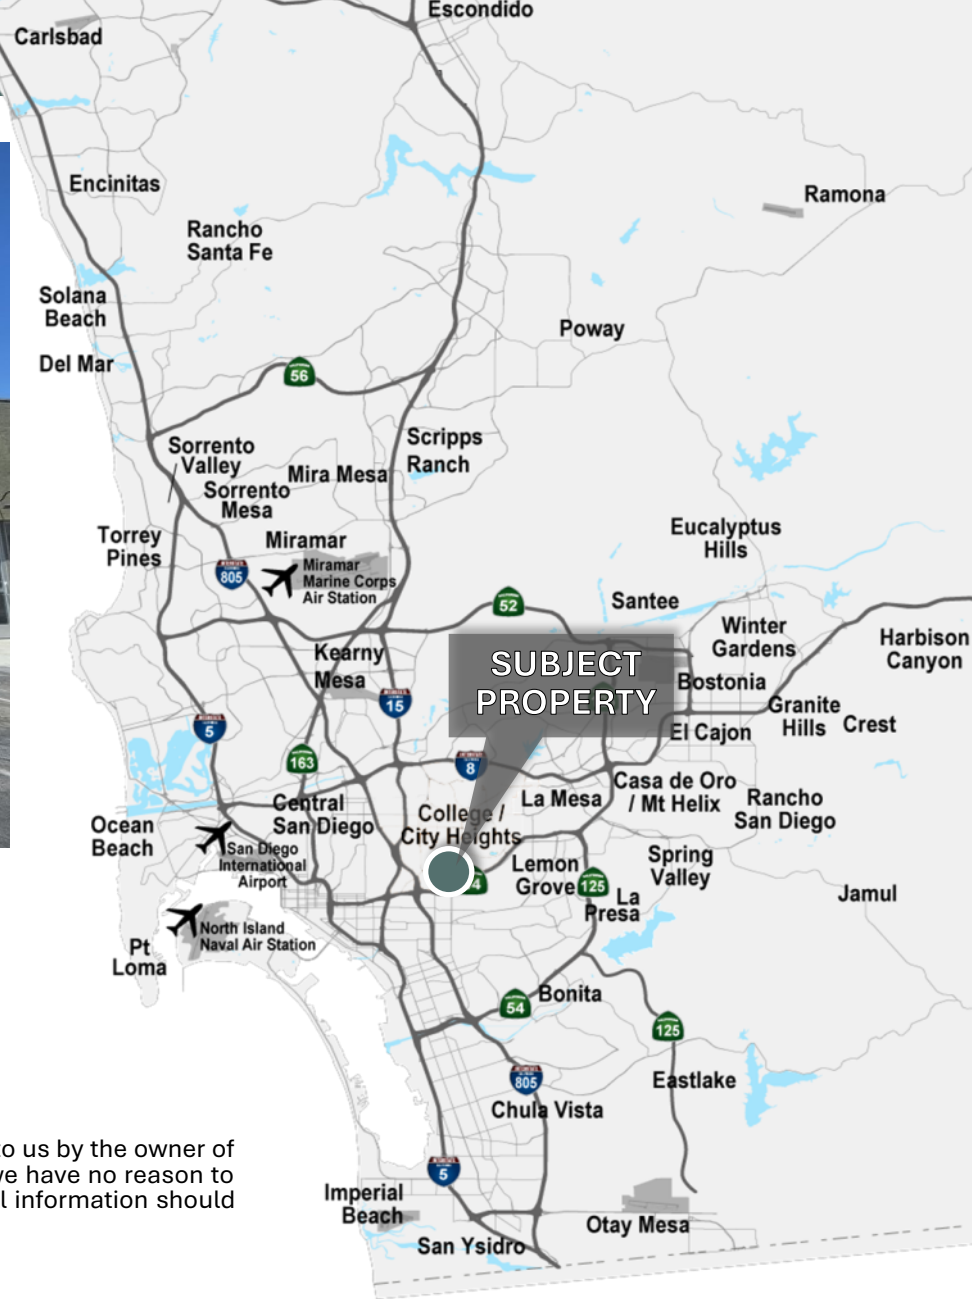 Escondido
Carlsbad
Encinitas
Ramona
Rancho
Santa Fe
Solana
Beach
Poway
Del Mar
56
Scripps
Ranch
Sorrento
Valley
Mira Mesa
Sorrento
Mesa
Torrey
Pines
Miramar
Eucalyptus
Hills
805
Miramar
Marine Corps
Air Station
52
Santee
Winter
Gardens
Harbison
Canyon
Kearny
Mesa
SUBJECT
PROPERTY
Bostonia
15
Granite
Hills
Crest
5
El Cajon
163
8
Casa de Oro
/ Mt Helix
La Mesa
Rancho
San Diego
Central
San Diego
College /
City Heights
Ocean
Beach
San Diego
International
Airport
Lemon
Grove
Spring
Valley
4
125
La
Presa
Jamul
North Island
Naval Air Station
Pt
Loma
Bonita
54
125
805
Eastlake
Chula Vista
to us by the owner of
we have no reason to
l information should
5
Imperial
Beach
Otay Mesa
San Ysidro